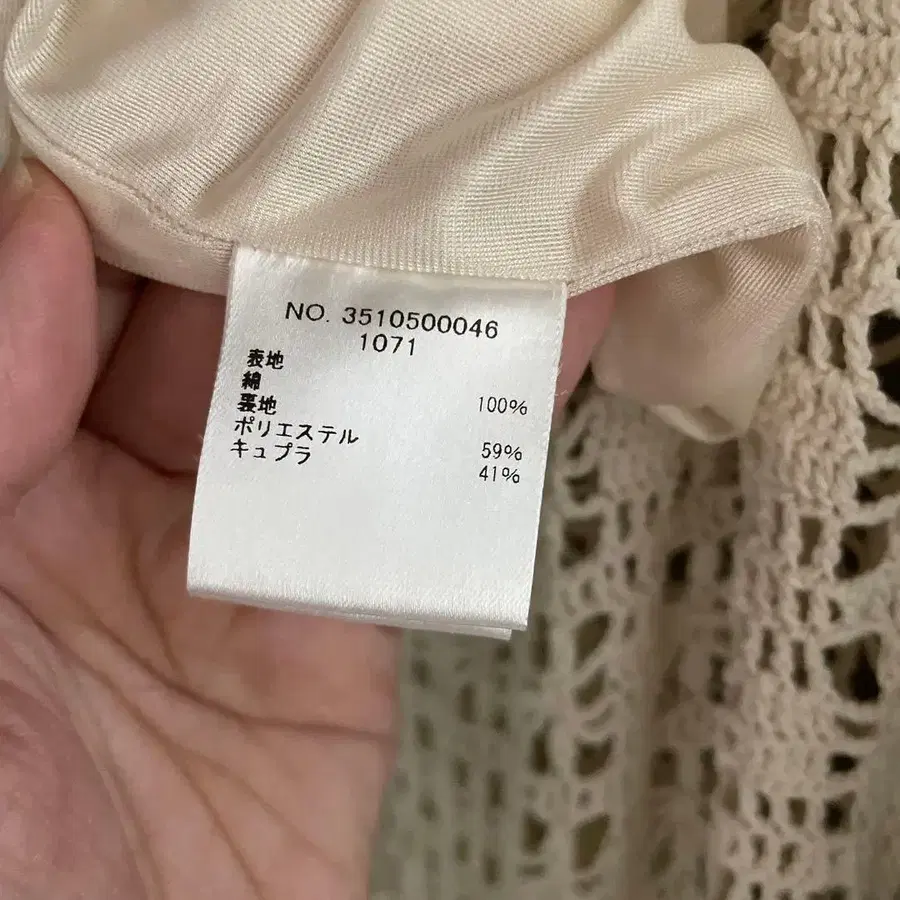 NO. 3510500046
1071
表地
綿 100%
裏地
ポリエステル 59%
キュプラ 41%